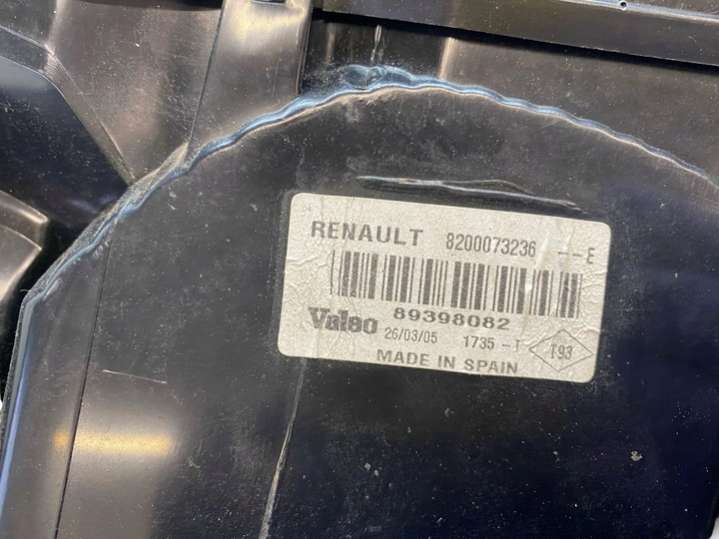 RENAULT 8200073236 --E
89398082
Valeo 26/03/05 1735 -T T93
MADE IN SPAIN